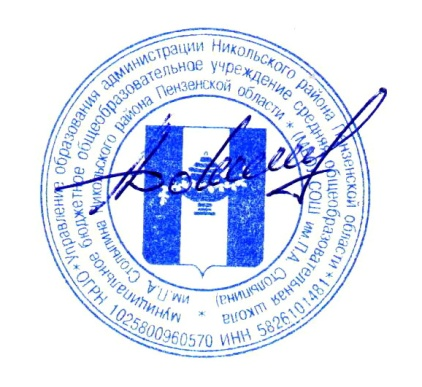 Управление образования администрации Никольского района Пензенской области *
ОГРН 1025800960570 ИНН 5826101481 *
муниципальное бюджетное общеобразовательное учреждение средняя общеобразовательная школа
им П.А. Столыпина Никольского района Пензенской области * (МБОУ СОШ им П.А. Столыпина) *